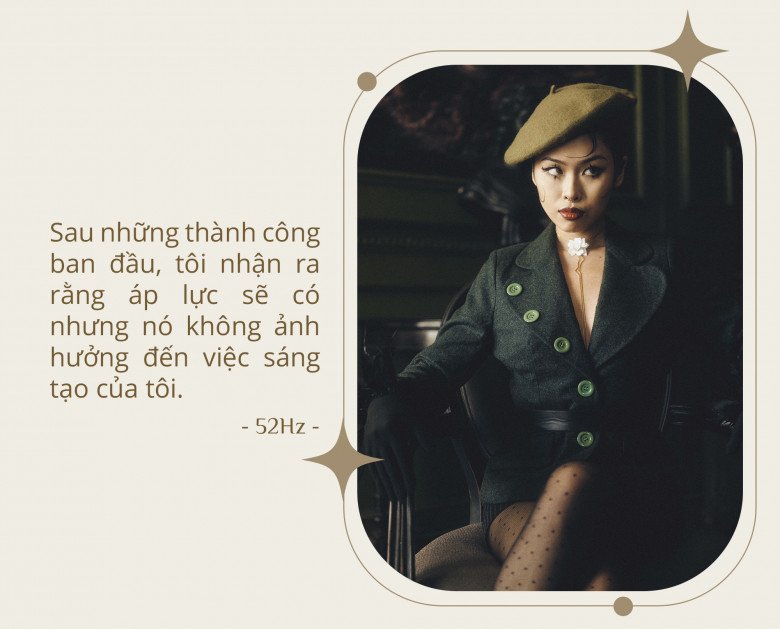 Sau những thành công
ban đầu, tôi nhận ra
rằng áp lực sẽ có
nhưng nó không ảnh
hưởng đến việc sáng
tạo của tôi.
- 52Hz -